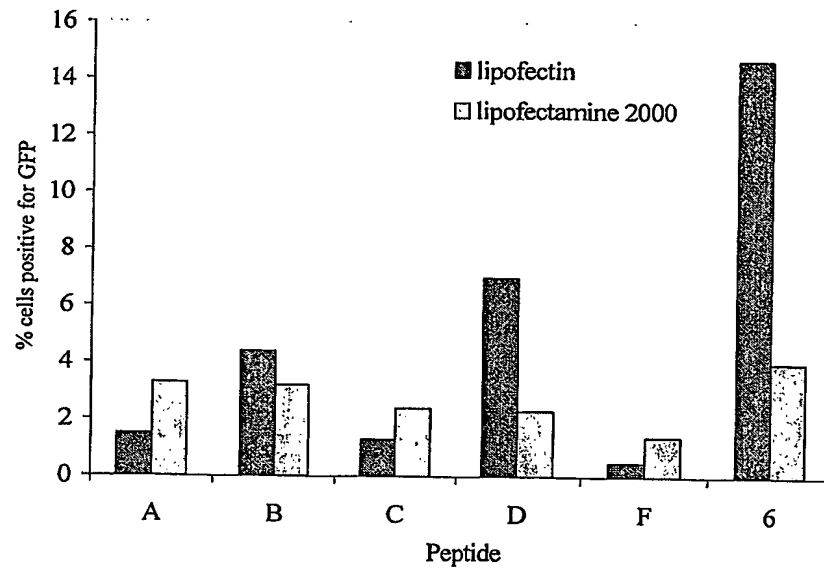 16
14
12
10
8
6
4
2
0
% cells positive for GFP
lipofectin
lipofectamine 2000
A B C D F 6
Peptide